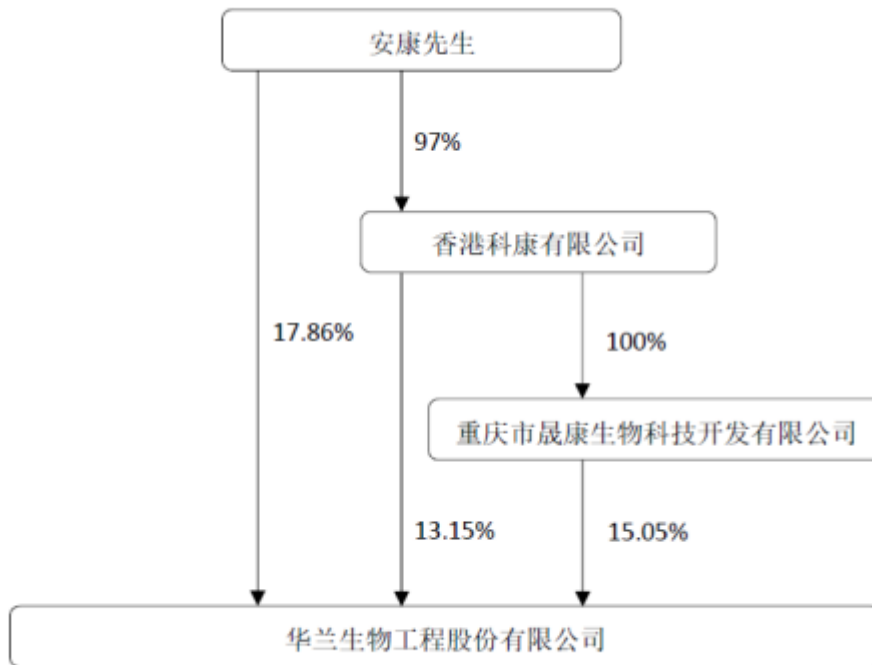 安康先生
97%
香港科康有限公司
17.86%
100%
重庆市晟康生物科技开发有限公司
13.15%
15.05%
华兰生物工程股份有限公司